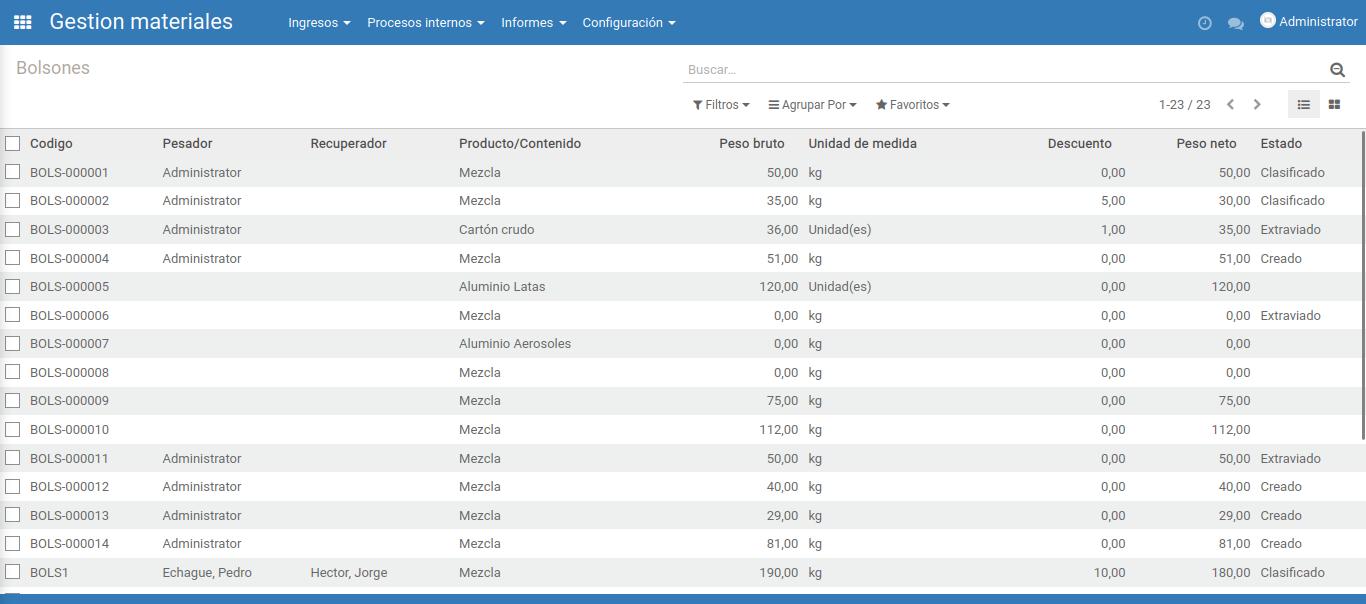 Gestion materiales Ingresos Procesos internos Informes Configuración Administrator
Bolsones Buscar...
Filtros Agrupar Por Favoritos 1-23 / 23
Codigo Pesador Recuperador Producto/Contenido Peso bruto Unidad de medida Descuento Peso neto Estado
BOLS-000001 Administrator Mezcla 50,00 kg 0,00 50,00 Clasificado
BOLS-000002 Administrator Mezcla 35,00 kg 5,00 30,00 Clasificado
BOLS-000003 Administrator Cartón crudo 36,00 Unidad(es) 1,00 35,00 Extraviado
BOLS-000004 Administrator Mezcla 51,00 kg 0,00 51,00 Creado
BOLS-000005 Aluminio Latas 120,00 Unidad(es) 0,00 120,00
BOLS-000006 Mezcla 0,00 kg 0,00 0,00 Extraviado
BOLS-000007 Aluminio Aerosoles 0,00 kg 0,00 0,00
BOLS-000008 Mezcla 0,00 kg 0,00 0,00
BOLS-000009 Mezcla 75,00 kg 0,00 75,00
BOLS-000010 Mezcla 112,00 kg 0,00 112,00
BOLS-000011 Administrator Mezcla 50,00 kg 0,00 50,00 Extraviado
BOLS-000012 Administrator Mezcla 40,00 kg 0,00 40,00 Creado
BOLS-000013 Administrator Mezcla 29,00 kg 0,00 29,00 Creado
BOLS-000014 Administrator Mezcla 81,00 kg 0,00 81,00 Creado
BOLS1 Echague, Pedro Hector, Jorge Mezcla 190,00 kg 10,00 180,00 Clasificado